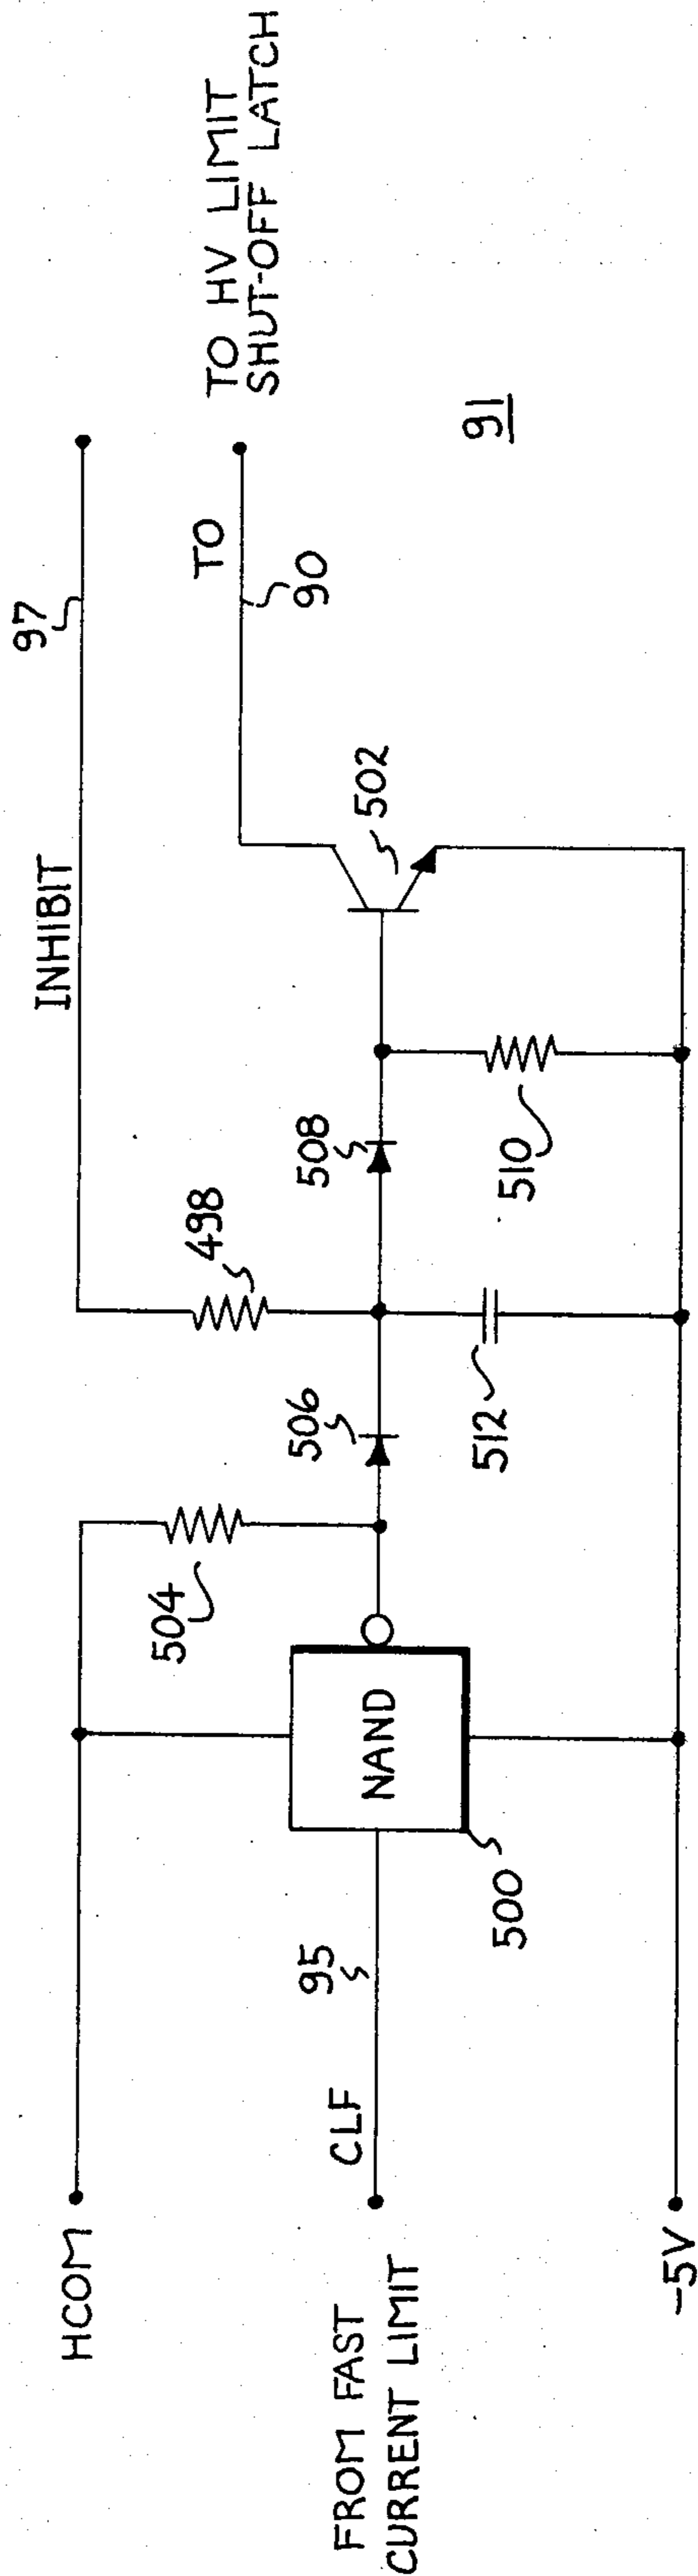 HCOM
FROM FAST
CURRENT LIMIT
CLF
95
-5V
500
NAND
504
506
512
498
508
510
INHIBIT
502
97
90
TO
TO HV LIMIT
SHUT-OFF LATCH
91